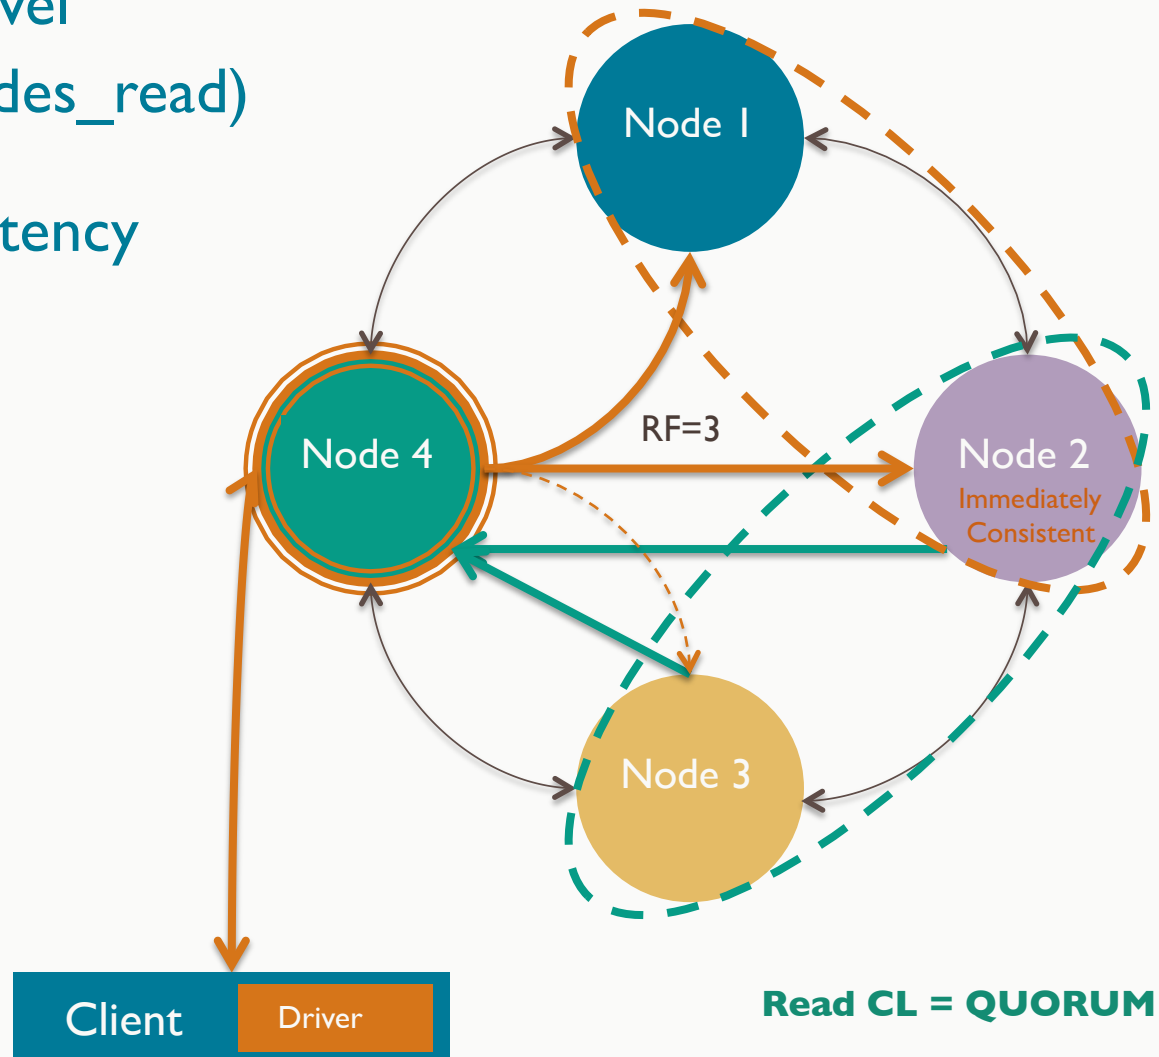 vel
des_read)
tency
Node 1
RF=3
Node 4
Node 2
Immediately
Consistent
Node 3
Client
Driver
Read CL = QUORUM